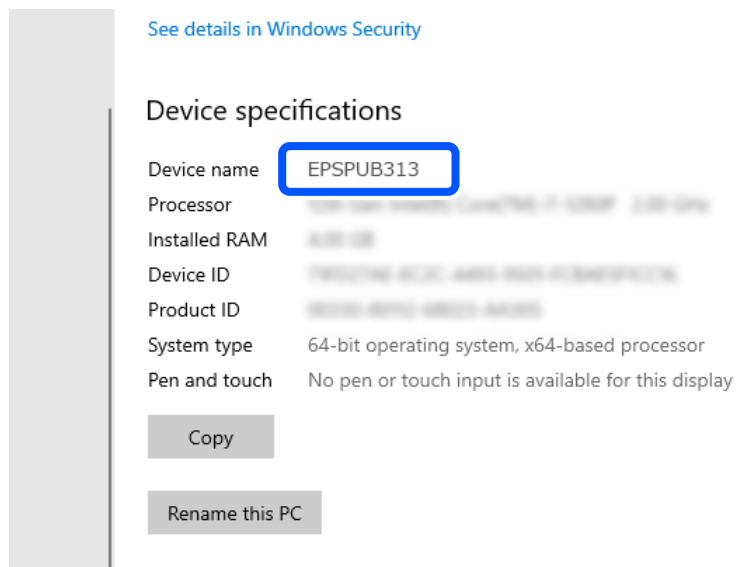 See details in Windows Security
Device specifications
Device name EPSPUB313
Processor
Installed RAM
Device ID
Product ID
System type 64-bit operating system, x64-based processor
Pen and touch No pen or touch input is available for this display
Copy
Rename this PC